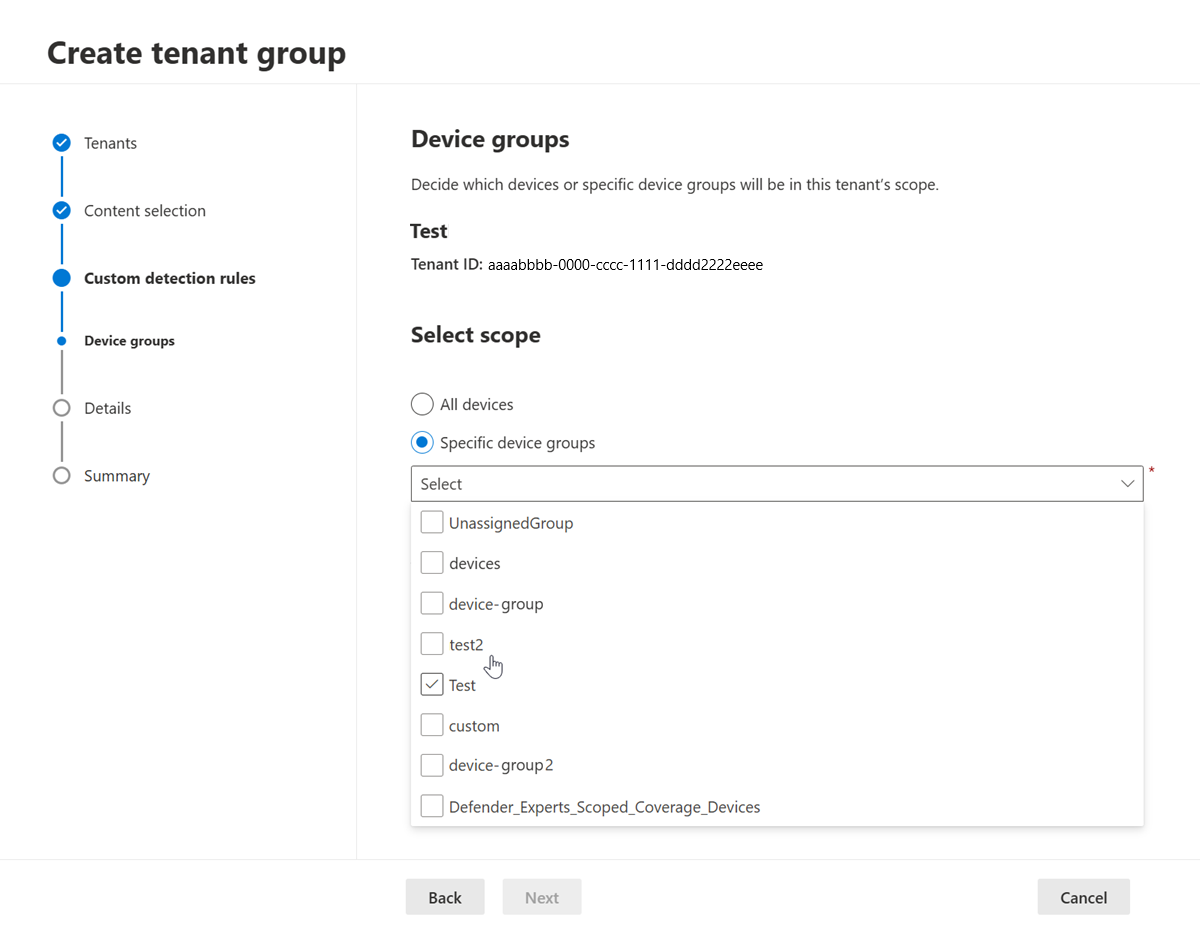 Create tenant group
Tenants
Content selection
Custom detection rules
Device groups
Details
Summary
Device groups
Decide which devices or specific device groups will be in this tenant's scope.
Test
Tenant ID: aaaabbbb-0000-cccc-1111-dddd2222eeee
Select scope
All devices
Specific device groups
Select *
UnassignedGroup
devices
device-group
test2
Test
custom
device-group2
Defender_Experts_Scoped_Coverage_Devices
Back Next Cancel